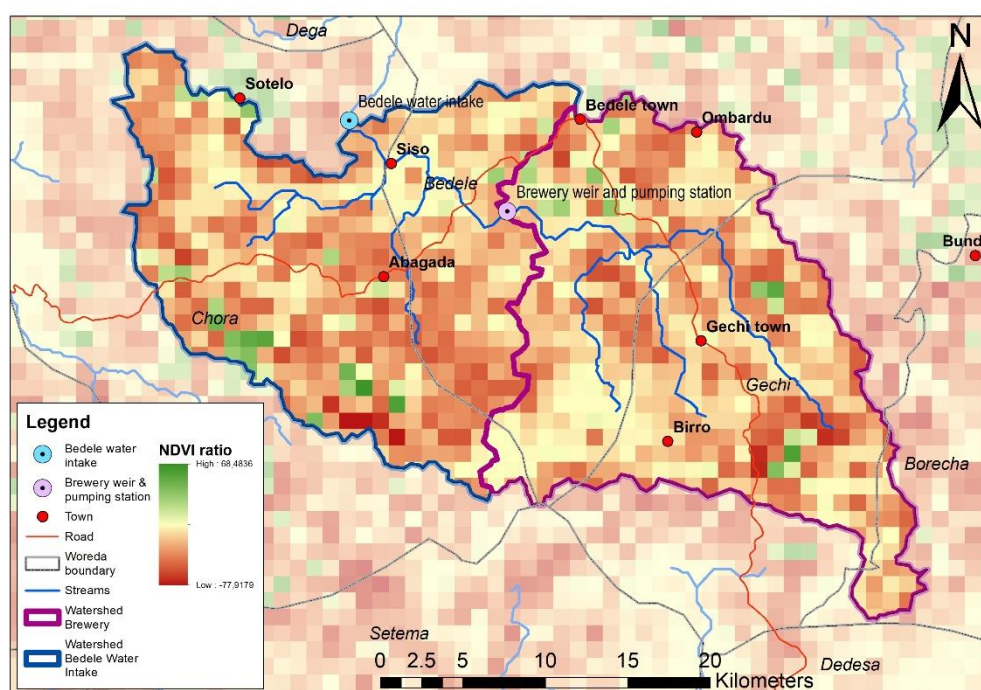 Dega
N
Sotelo
Bedele water intake
Bedele town
Ombardu
Siso
Bedele
Brewery weir and pumping station
Bund
Abagada
Chora
Gechi town
Gechi
Birro
Borecha
Setema
Dedesa
Legend
Bedele water
intake
Brewery weir &
pumping station
Town
Road
Woreda
boundary
Streams
Watershed
Brewery
Watershed
Bedele Water
Intake
NDVI ratio
High : 68,4836
Low : -77,9179
0 2.5 5 10 15 20
Kilometers